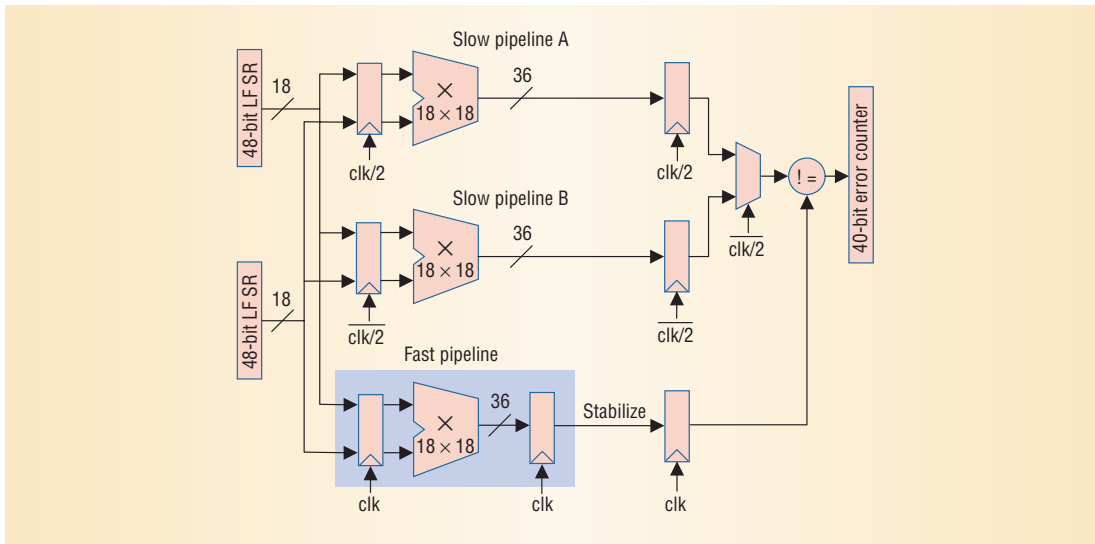 Slow pipeline A
48-bit LF SR
18
×
18 × 18
36
clk/2
clk/2
Slow pipeline B
×
18 × 18
36
clk/2
clk/2
clk/2
! =
40-bit error counter
48-bit LF SR
18
Fast pipeline
×
18 × 18
36
Stabilize
clk
clk
clk